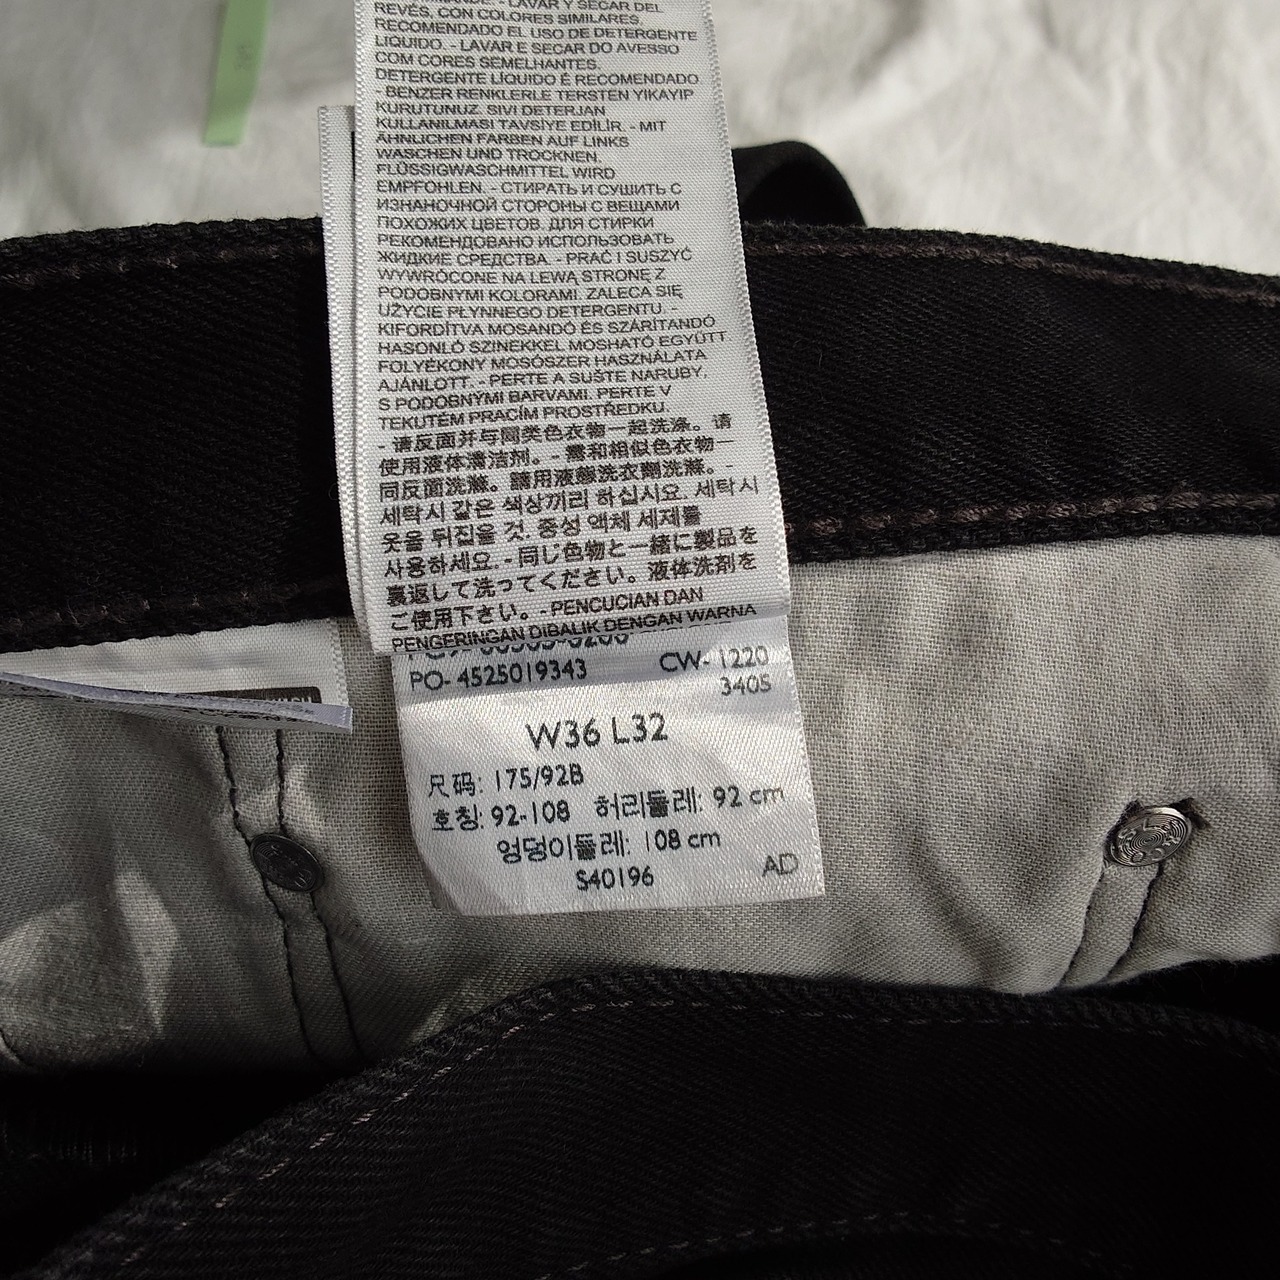 LAVAR Y SECAR DEL
REVÉS, CON COLORES SIMILARES.
RECOMENDADO EL USO DE DETERGENTE
LÍQUIDO. - LAVAR E SECAR DO AVESSO
COM CORES SEMELHANTES.
DETERGENTE LÍQUIDO É RECOMENDADO.
- BENZER RENKLERLE TERSTEN YIKAYIP
KURUTUNUZ. SIVI DETERJAN
KULLANILMASI TAVSİYE EDİLİR. - MIT
ÄHNLICHEN FARBEN AUF LINKS
WASCHEN UND TROCKNEN.
FLÜSSIGWASCHMITTEL WIRD
EMPFOHLEN. - СТИРАТЬ И СУШИТЬ С
ИЗНАНОЧНОЙ СТОРОНЫ С ВЕЩАМИ
ПОХОЖИХ ЦВЕТОВ. ДЛЯ СТИРКИ
РЕКОМЕНДОВАНО ИСПОЛЬЗОВАТЬ
ЖИДКИЕ СРЕДСТВА. - PRAĆ I SUSZYĆ
WYWRÓCONE NA LEWĄ STRONĘ Z
PODOBNYMI KOLORAMI. ZALECA SIĘ
UŻYCIE PŁYNNEGO DETERGENTU. -
KIFORDÍTVA MOSANDÓ ÉS SZÁRÍTANDÓ
HASONLÓ SZINEKKEL MOSHATÓ EGYÜTT
FOLYÉKONY MOSÓSZER HASZNÁLATA
AJÁNLOTT. - PERTE A SUŠTE NARUBY,
S PODOBNÝMI BARVAMI. PERTE V
TEKUTÉM PRACÍM PROSTŘEDKU.
- 请反面并与同类色衣物一起洗涤。请
使用液体清洁剂。- 需和相似色衣物一
同反面洗滌。請用液態洗衣劑洗滌。-
세탁시 같은 색상끼리 하십시요. 세탁시
옷을 뒤집을 것. 중성 액체 세제를
사용하세요. - 同じ色物と一緒に製品を
裏返して洗ってください。液体洗剤を
ご使用下さい。- PENCUCIAN DAN
PENGERINGAN DIBALIK DENGAN WARNA
PO- 4525019343 CW- 1220
3405
W36 L32
尺码: 175/92B
호칭: 92-108 허리둘레: 92 cm
엉덩이둘레: 108 cm
S40196 AD